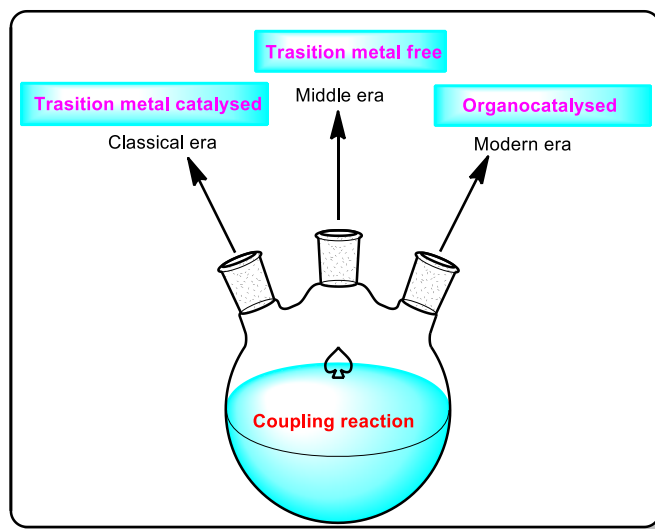 Trasition metal free
Middle era
Trasition metal catalysed
Classical era
Organocatalysed
Modern era
Coupling reaction